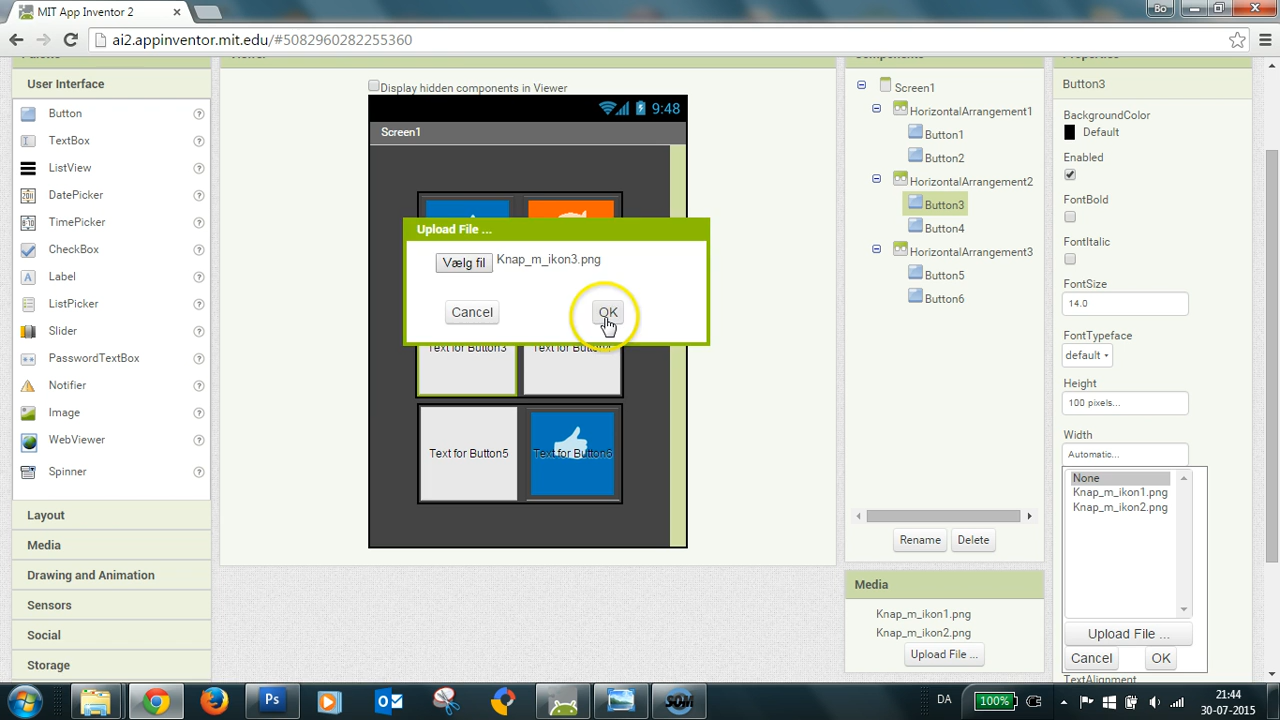 MIT App Inventor 2
Bo
ai2.appinventor.mit.edu/#5082960282255360
User Interface
Button
TextBox
ListView
DatePicker
TimePicker
CheckBox
Label
ListPicker
Slider
PasswordTextBox
Notifier
Image
WebViewer
Spinner
Layout
Media
Drawing and Animation
Sensors
Social
Storage
Display hidden components in Viewer
9:48
Screen1
Upload File ...
Vælg fil Knap_m_ikon3.png
Cancel OK
Text for Button3
Text for Button5 Text for Button6
Screen1
HorizontalArrangement1
Button1
Button2
HorizontalArrangement2
Button3
Button4
HorizontalArrangement3
Button5
Button6
Rename Delete
Media
Knap_m_ikon1.png
Knap_m_ikon2.png
Upload File ...
Button3
BackgroundColor
Default
Enabled
FontBold
FontItalic
FontSize
14.0
FontTypeface
default
Height
100 pixels...
Width
Automatic...
None
Knap_m_ikon1.png
Knap_m_ikon2.png
Upload File ...
Cancel OK
TextAlignment
Ps
SOM
DA
100%
21:44
30-07-2015